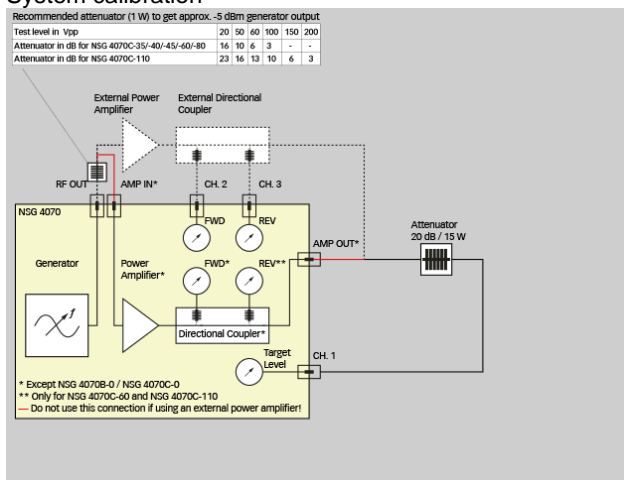 System calibration
Recommended attenuator (1 W) to get approx. -5 dBm generator output
Test level in Vpp 20 50 60 100 150 200
Attenuator in dB for NSG 4070C-35/-40/-45/-60/-80 16 10 6 3 - -
Attenuator in dB for NSG 4070C-110 23 16 13 10 6 3
External Power
Amplifier
External Directional
Coupler
RF OUT
AMP IN*
CH. 2
CH. 3
NSG 4070
FWD
REV
Attenuator
20 dB / 15 W
AMP OUT*
Generator
Power
Amplifier*
FWD*
REV**
Directional Coupler*
Target
Level
CH. 1
* Except NSG 4070B-0 / NSG 4070C-0
** Only for NSG 4070C-60 and NSG 4070C-110
— Do not use this connection if using an external power amplifier!